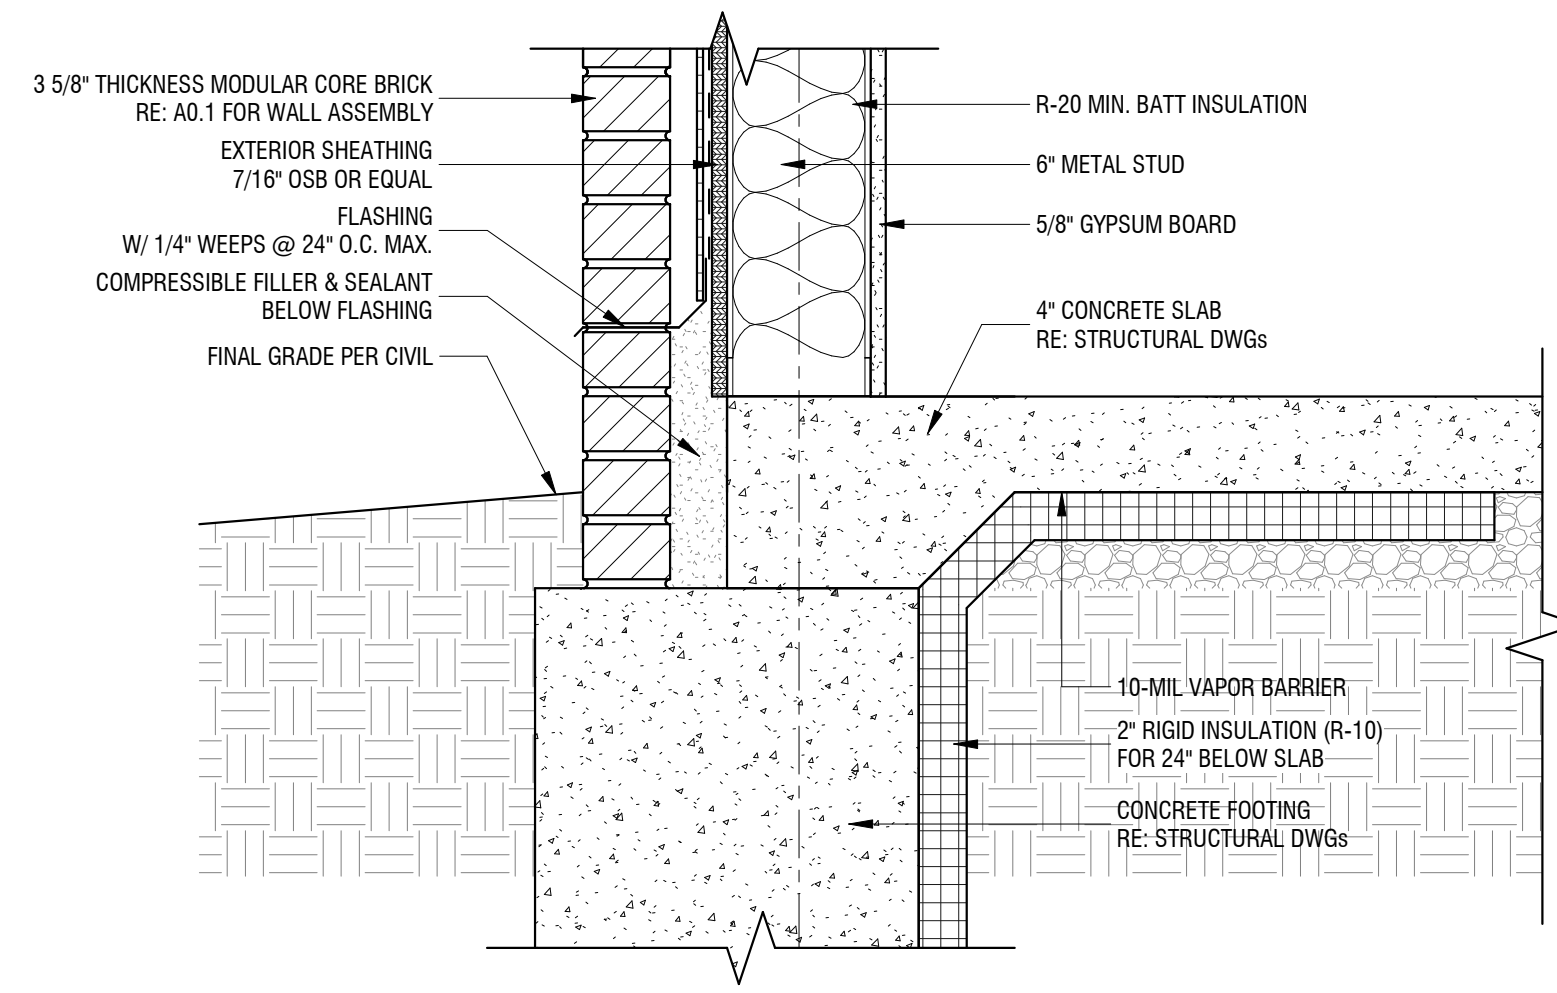 3 5/8" THICKNESS MODULAR CORE BRICK
RE: A0.1 FOR WALL ASSEMBLY
EXTERIOR SHEATHING
7/16" OSB OR EQUAL
FLASHING
W/ 1/4" WEEPS @ 24" O.C. MAX.
COMPRESSIBLE FILLER & SEALANT
BELOW FLASHING
FINAL GRADE PER CIVIL
R-20 MIN. BATT INSULATION
6" METAL STUD
5/8" GYPSUM BOARD
4" CONCRETE SLAB
RE: STRUCTURAL DWGs
10-MIL VAPOR BARRIER
2" RIGID INSULATION (R-10)
FOR 24" BELOW SLAB
CONCRETE FOOTING
RE: STRUCTURAL DWGs